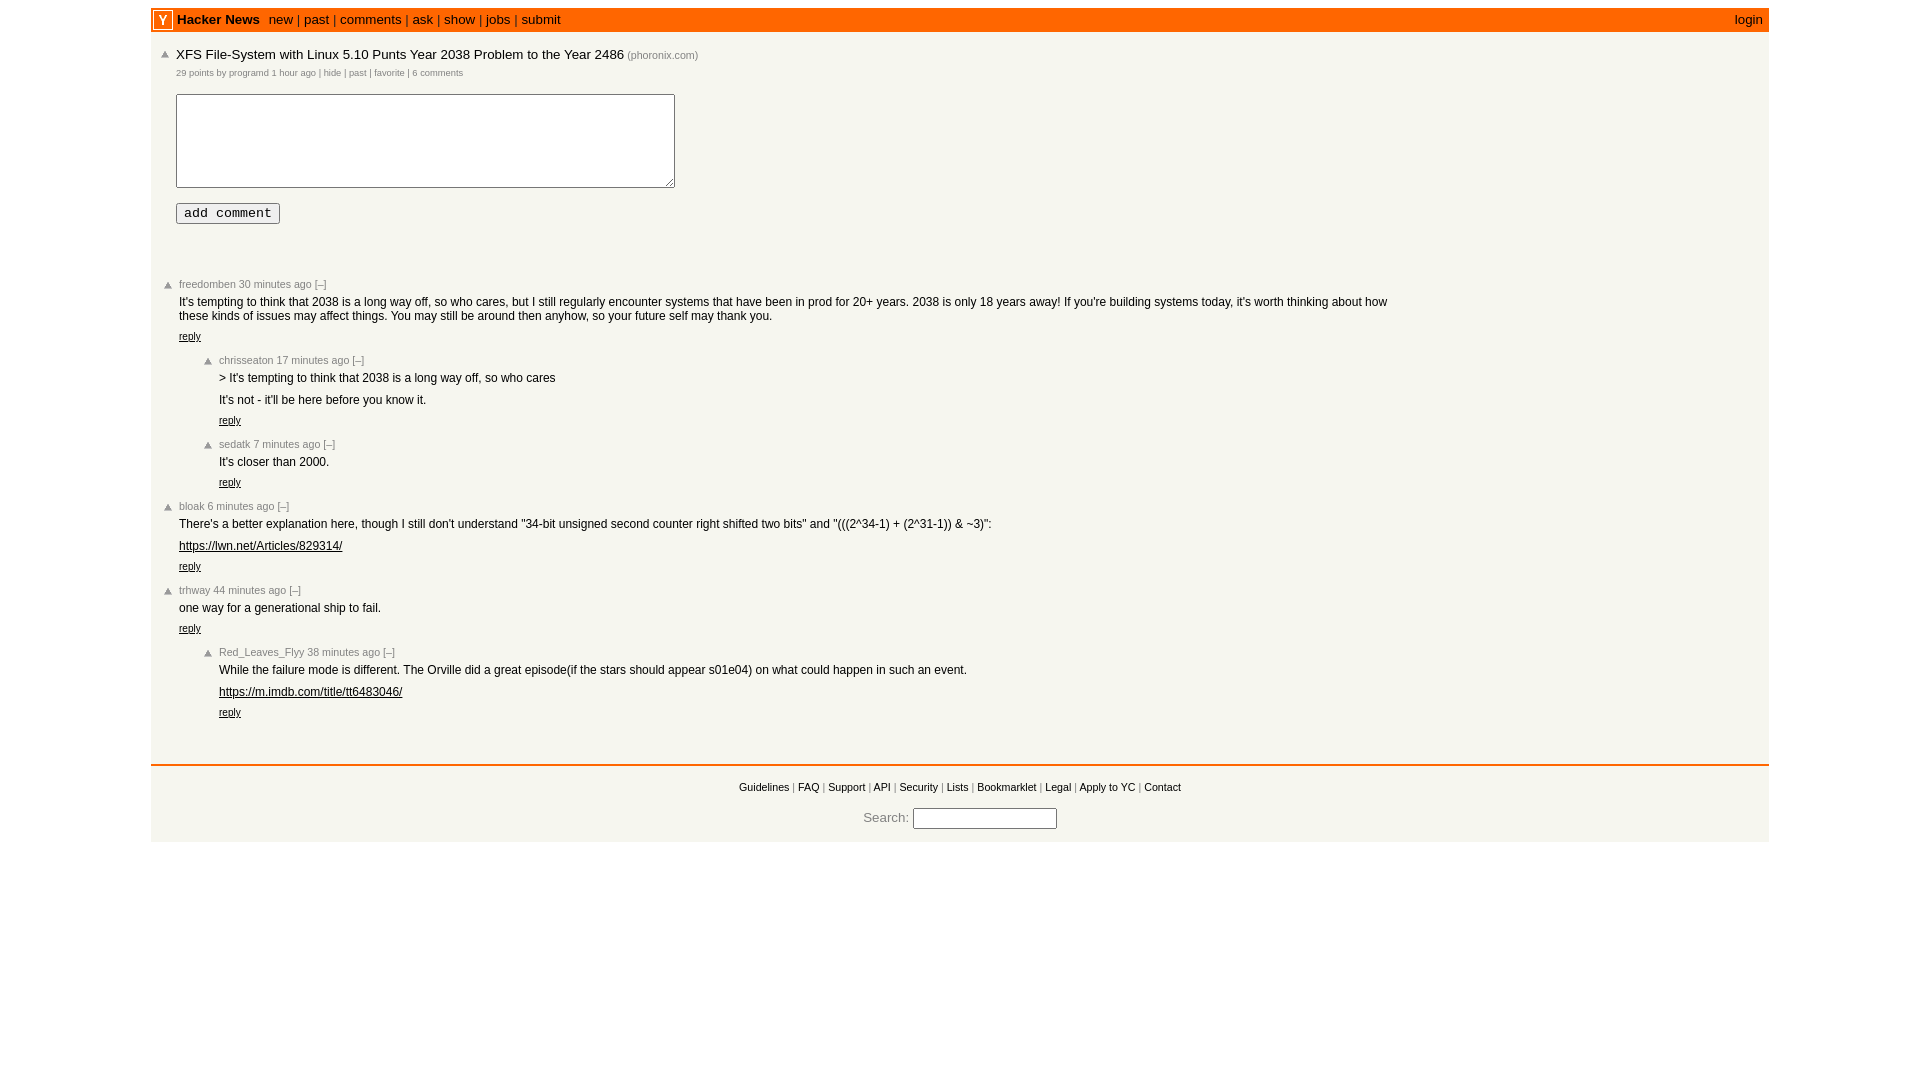 Y Hacker News new | past | comments | ask | show | jobs | submit login
XFS File-System with Linux 5.10 Punts Year 2038 Problem to the Year 2486 (phoronix.com)
29 points by programd 1 hour ago | hide | past | favorite | 6 comments
add comment
freedomben 30 minutes ago [–]
It's tempting to think that 2038 is a long way off, so who cares, but I still regularly encounter systems that have been in prod for 20+ years. 2038 is only 18 years away! If you're building systems today, it's worth thinking about how
these kinds of issues may affect things. You may still be around then anyhow, so your future self may thank you.
reply
chrisseaton 17 minutes ago [–]
> It's tempting to think that 2038 is a long way off, so who cares
It's not - it'll be here before you know it.
reply
sedatk 7 minutes ago [–]
It's closer than 2000.
reply
bloak 6 minutes ago [–]
There's a better explanation here, though I still don't understand "34-bit unsigned second counter right shifted two bits" and "(((2^34-1) + (2^31-1)) & ~3)":
https://lwn.net/Articles/829314/
reply
trhway 44 minutes ago [–]
one way for a generational ship to fail.
reply
Red_Leaves_Flyy 38 minutes ago [–]
While the failure mode is different. The Orville did a great episode(if the stars should appear s01e04) on what could happen in such an event.
https://m.imdb.com/title/tt6483046/
reply
Guidelines | FAQ | Support | API | Security | Lists | Bookmarklet | Legal | Apply to YC | Contact
Search: